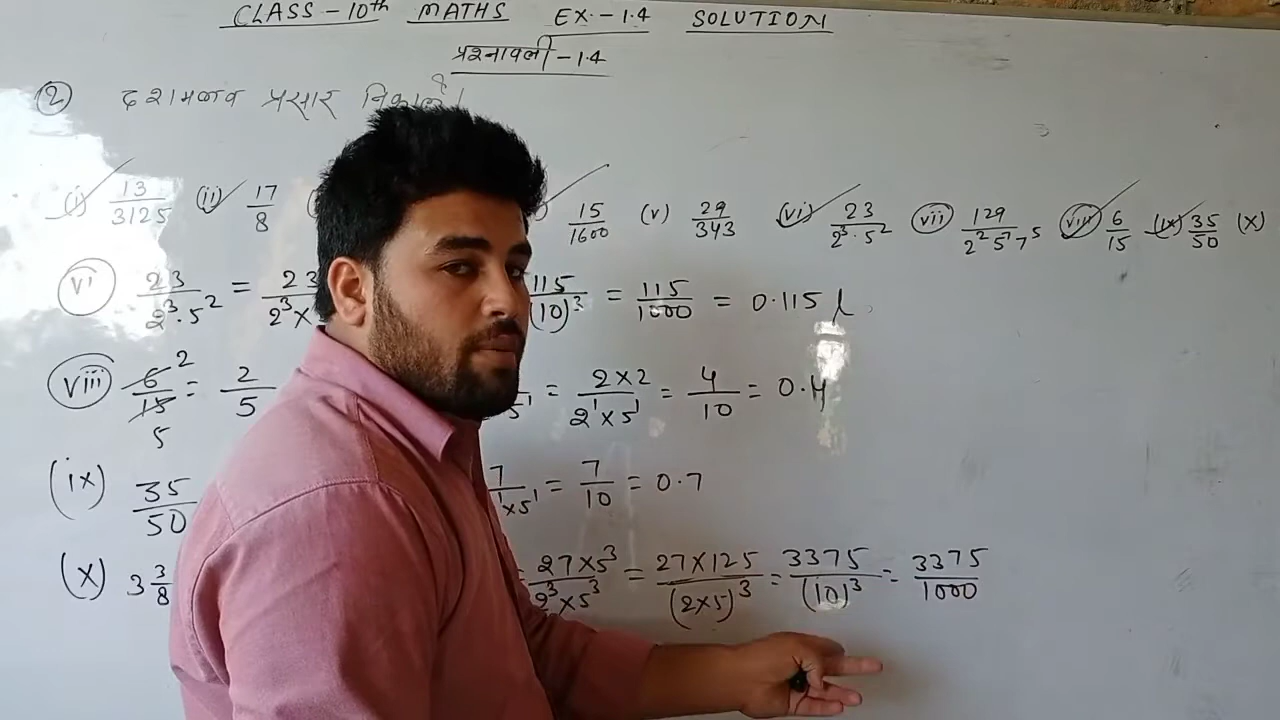 CLASS - 10th MATHS EX.- 1.4 SOLUTION
प्रश्नावली - 1.4
② दशमलव प्रसार निकालें।
(i) 13/3125 (ii) 17/8 15/1600 (v) 29/343 (vi) 23/2³·5² (vii) 129/2²5⁷7⁵ (viii) 6/15 (ix) 35/50 (x)
(vi) 23/2³·5² = 23/2³× 115/(10)³ = 115/1000 = 0.115
(viii) 6/15 2/5 = 2/5 5¹ = 2×2/2¹×5¹ = 4/10 = 0.4
(ix) 35/50 7/¹×5¹ = 7/10 = 0.7
(x) 3 3/8 = 27×5³/2³×5³ = 27×125/(2×5)³ = 3375/(10)³ = 3375/1000